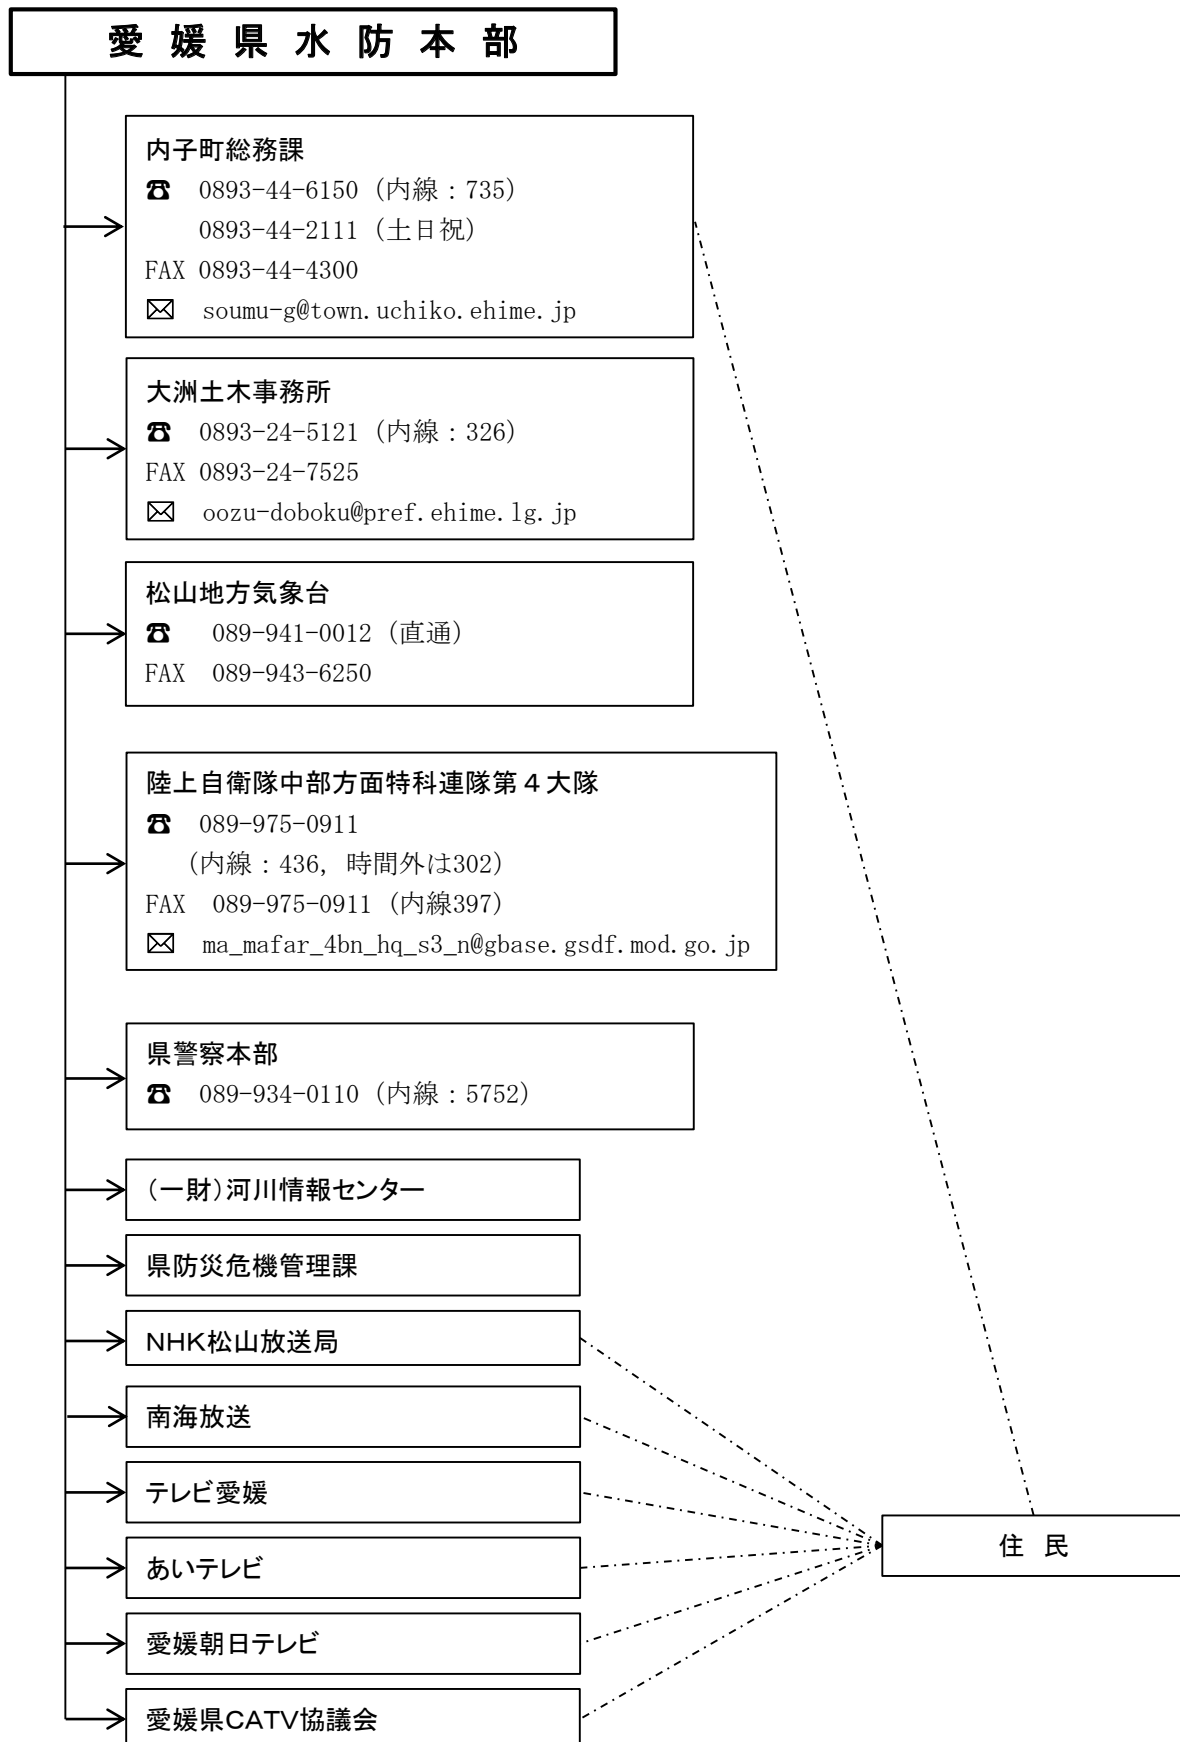 愛媛県水防本部
内子町総務課
☎ 0893-44-6150（内線：735）
0893-44-2111（土日祝）
FAX 0893-44-4300
✉ soumu-g@town.uchiko.ehime.jp
大洲土木事務所
☎ 0893-24-5121（内線：326）
FAX 0893-24-7525
✉ oozu-doboku@pref.ehime.lg.jp
松山地方気象台
☎ 089-941-0012（直通）
FAX 089-943-6250
陸上自衛隊中部方面特科連隊第４大隊
☎ 089-975-0911
（内線：436，時間外は302）
FAX 089-975-0911（内線397）
✉ ma_mafar_4bn_hq_s3_n@gbase.gsdf.mod.go.jp
県警察本部
☎ 089-934-0110（内線：5752）
（一財）河川情報センター
県防災危機管理課
NHK松山放送局
南海放送
テレビ愛媛
あいテレビ
住 民
愛媛朝日テレビ
愛媛県CATV協議会